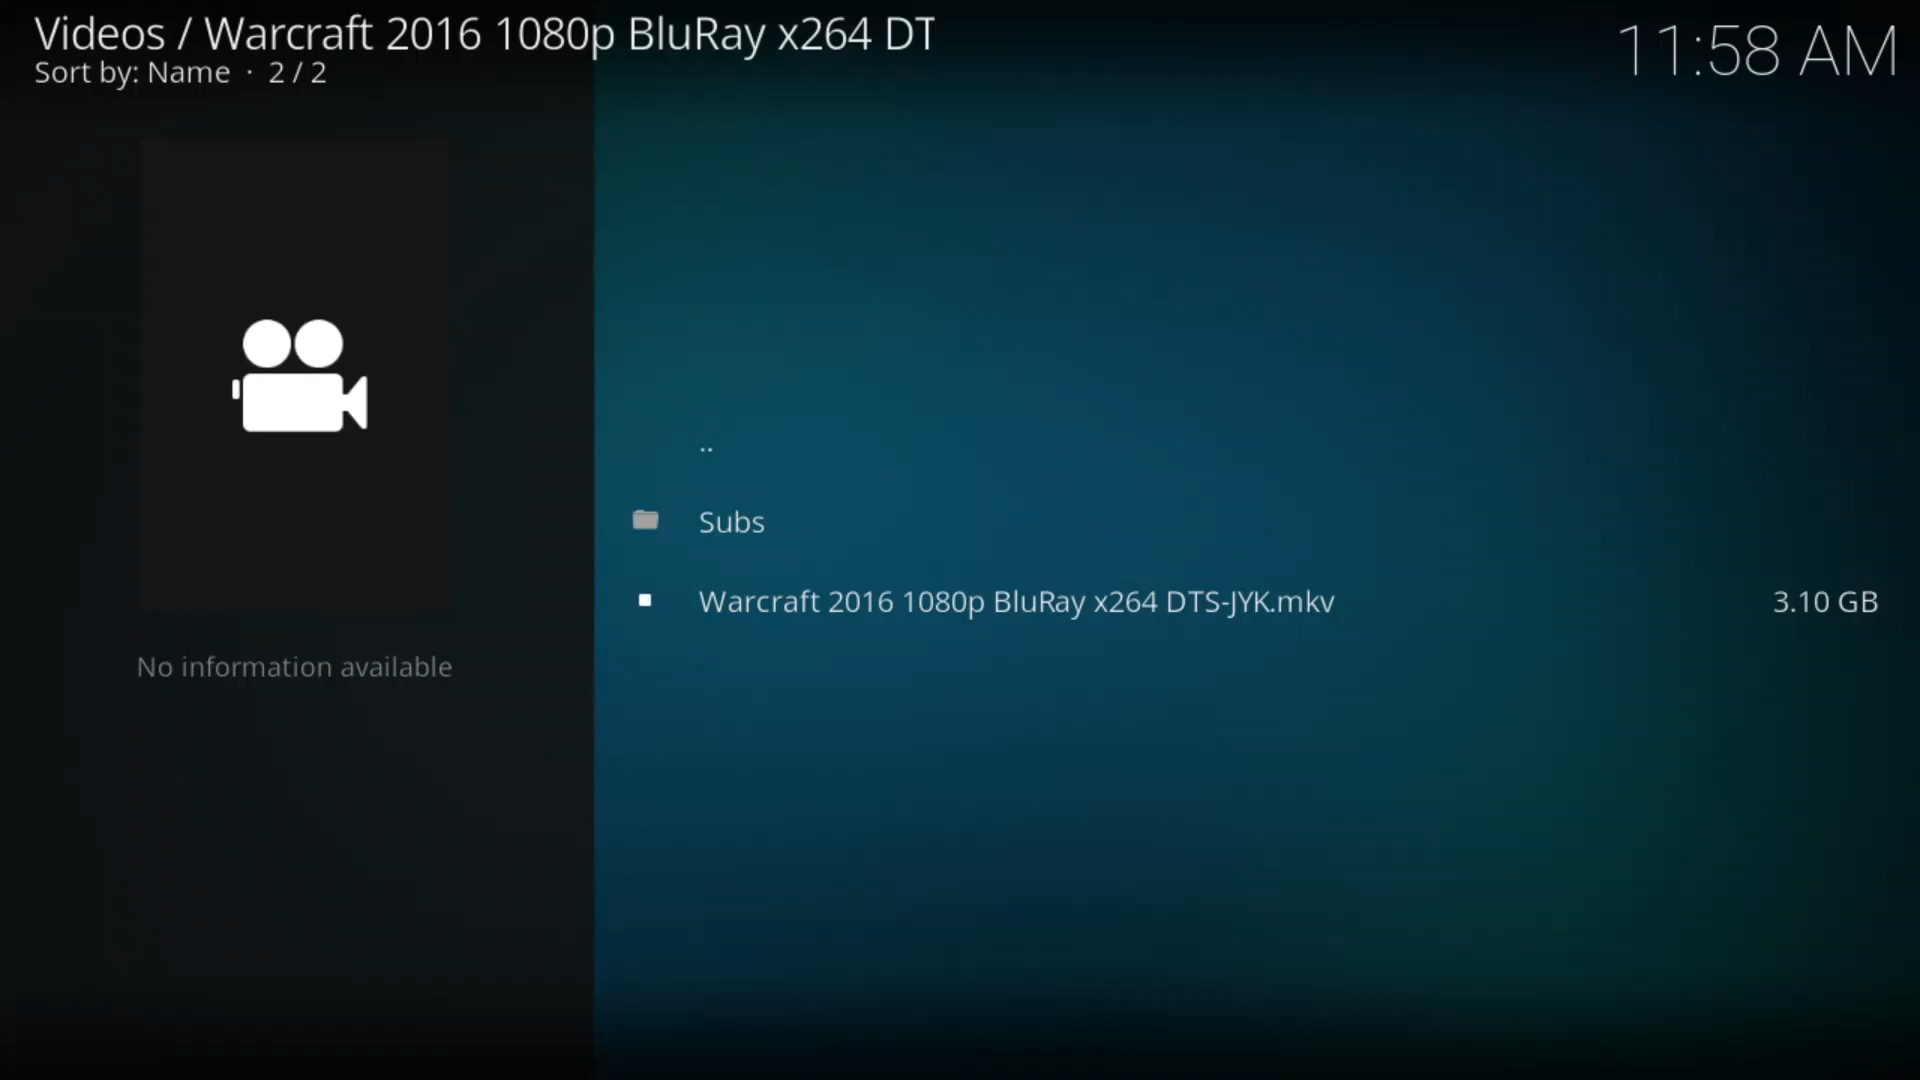 Videos / Warcraft 2016 1080p BluRay x264 DT
Sort by: Name · 2 / 2
11:58 AM
..
Subs
Warcraft 2016 1080p BluRay x264 DTS-JYK.mkv 3.10 GB
No information available